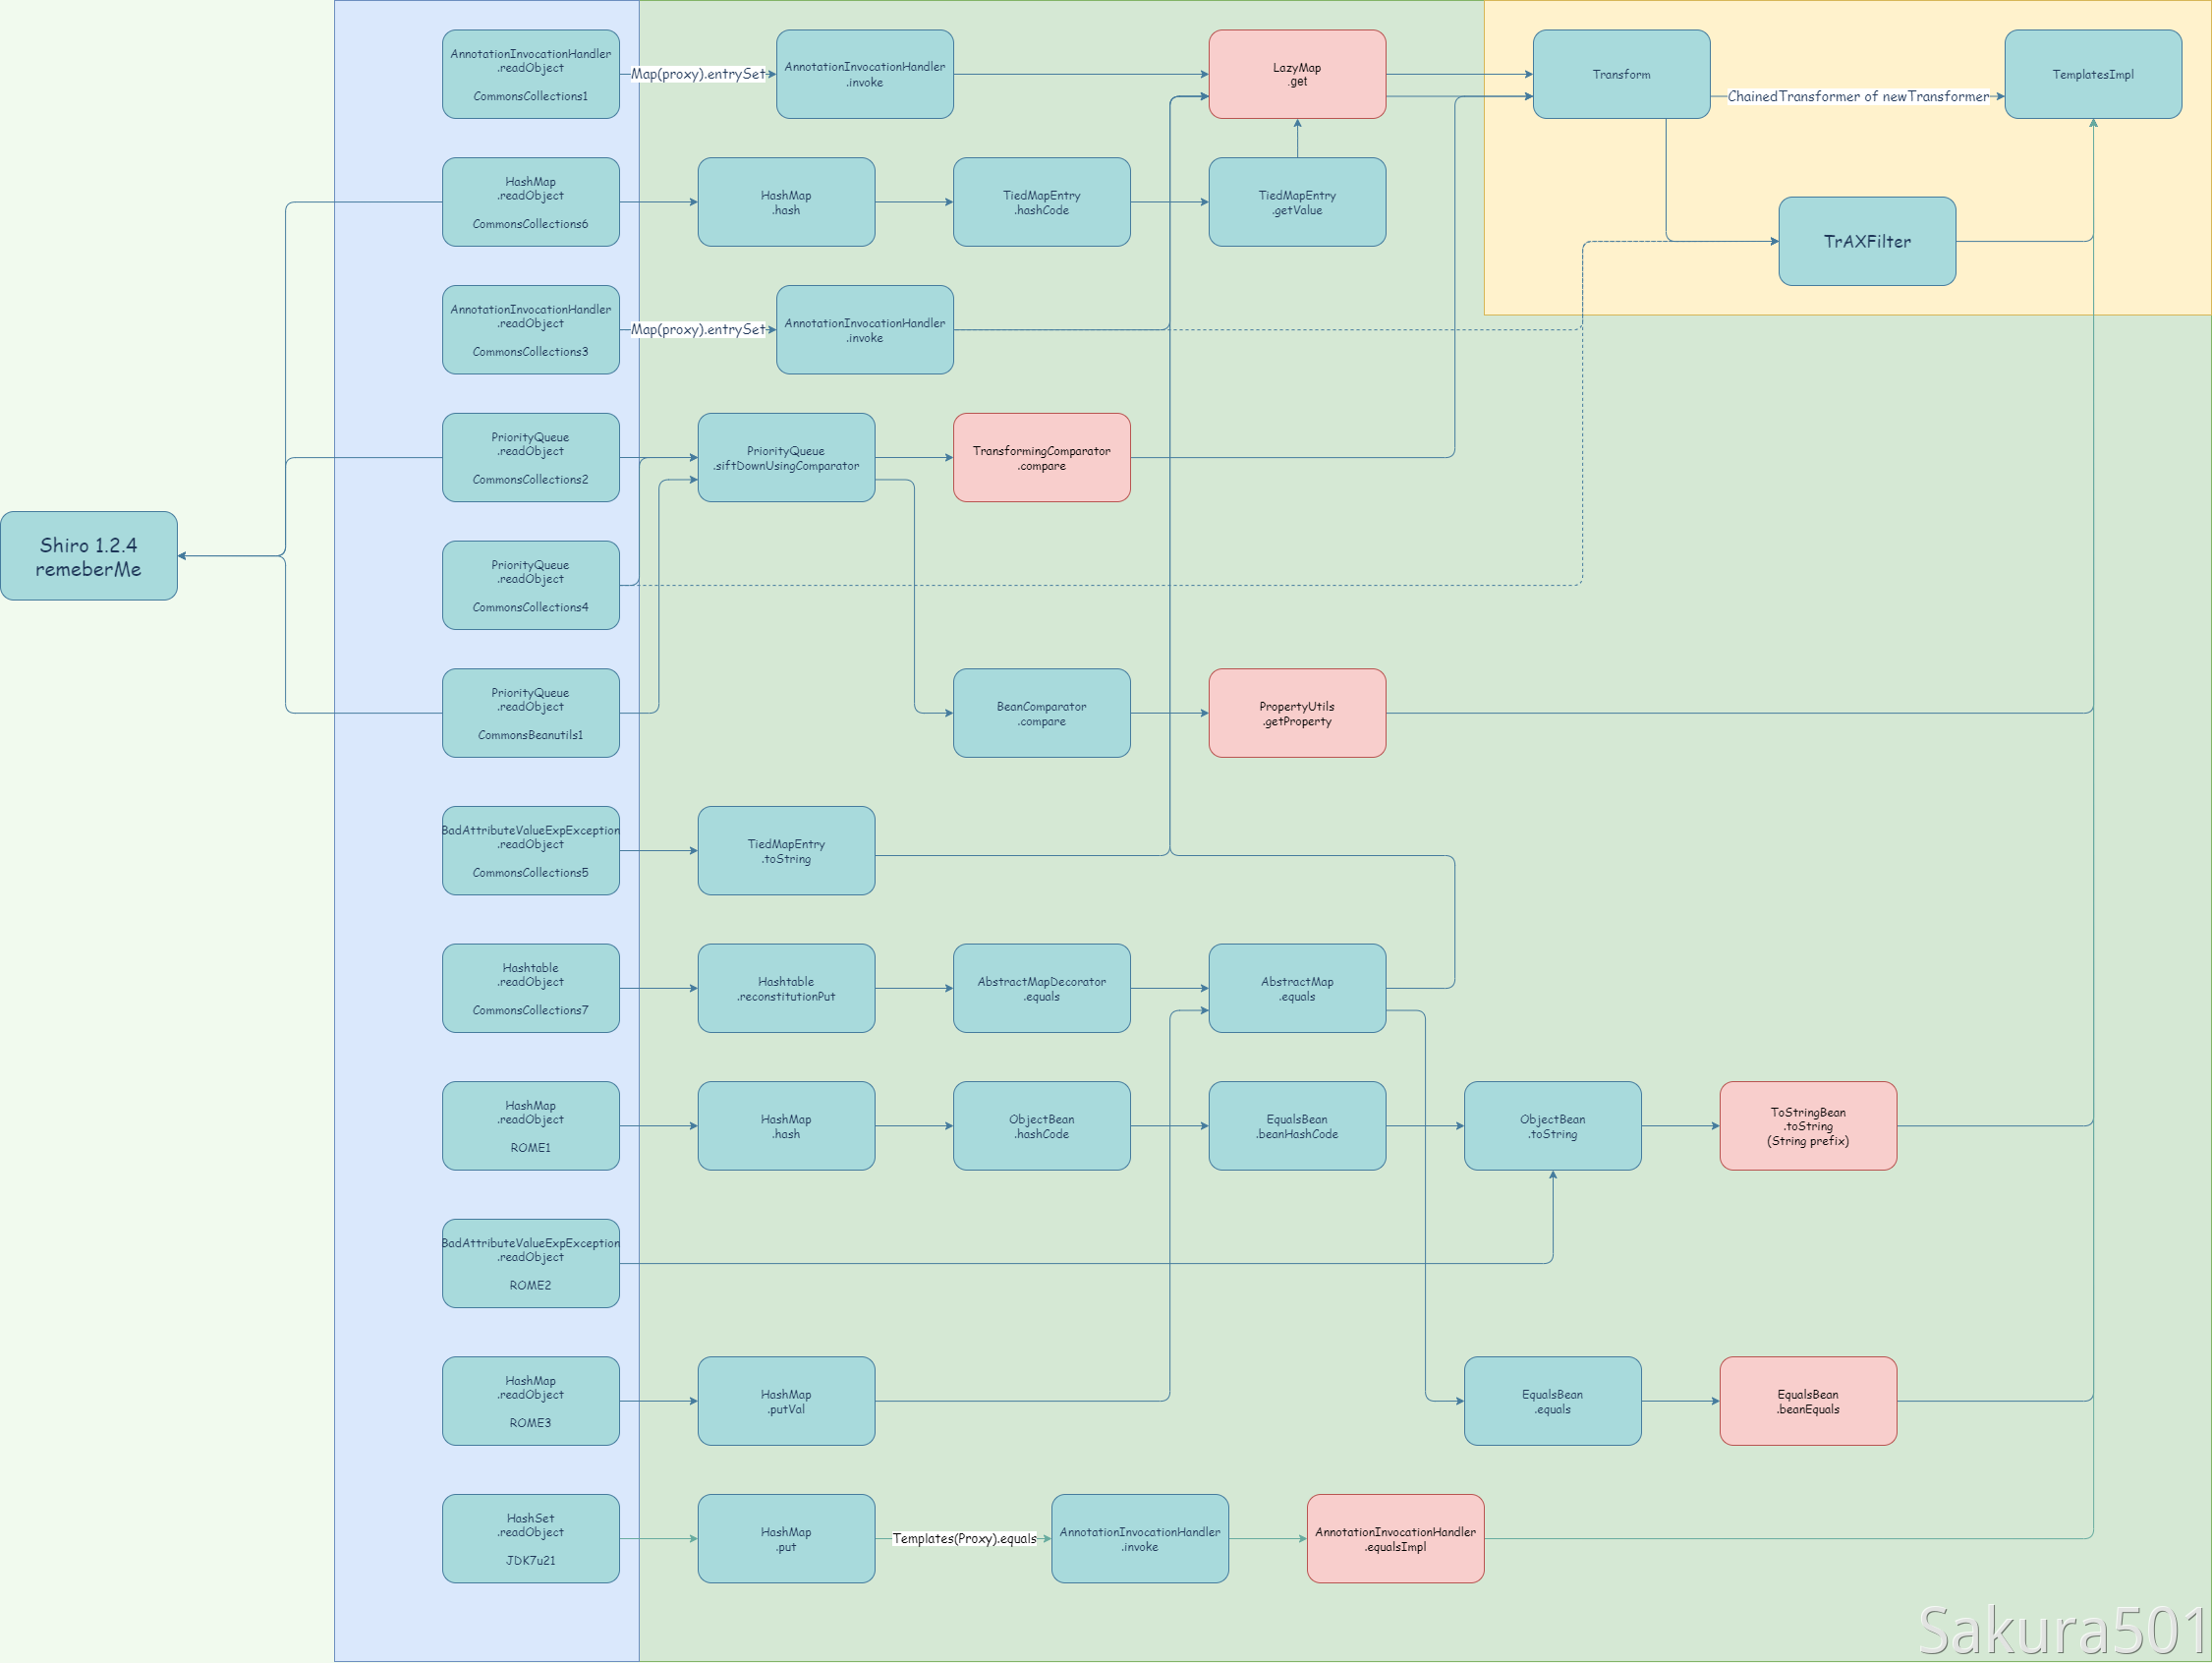 AnnotationInvocationHandler
.readObject
CommonsCollections1
Map(proxy).entrySet
AnnotationInvocationHandler
.invoke
LazyMap
.get
Transform
ChainedTransformer of newTransformer
TemplatesImpl
HashMap
.readObject
CommonsCollections6
HashMap
.hash
TiedMapEntry
.hashCode
TiedMapEntry
.getValue
TrAXFilter
AnnotationInvocationHandler
.readObject
CommonsCollections3
Map(proxy).entrySet
AnnotationInvocationHandler
.invoke
PriorityQueue
.readObject
CommonsCollections2
PriorityQueue
.siftDownUsingComparator
TransformingComparator
.compare
Shiro 1.2.4
remeberMe
PriorityQueue
.readObject
CommonsCollections4
PriorityQueue
.readObject
CommonsBeanutils1
BeanComparator
.compare
PropertyUtils
.getProperty
BadAttributeValueExpException
.readObject
CommonsCollections5
TiedMapEntry
.toString
Hashtable
.readObject
CommonsCollections7
Hashtable
.reconstitutionPut
AbstractMapDecorator
.equals
AbstractMap
.equals
HashMap
.readObject
ROME1
HashMap
.hash
ObjectBean
.hashCode
EqualsBean
.beanHashCode
ObjectBean
.toString
ToStringBean
.toString
(String prefix)
BadAttributeValueExpException
.readObject
ROME2
HashMap
.readObject
ROME3
HashMap
.putVal
EqualsBean
.equals
EqualsBean
.beanEquals
HashSet
.readObject
JDK7u21
HashMap
.put
Templates(Proxy).equals
AnnotationInvocationHandler
.invoke
AnnotationInvocationHandler
.equalsImpl
Sakura501